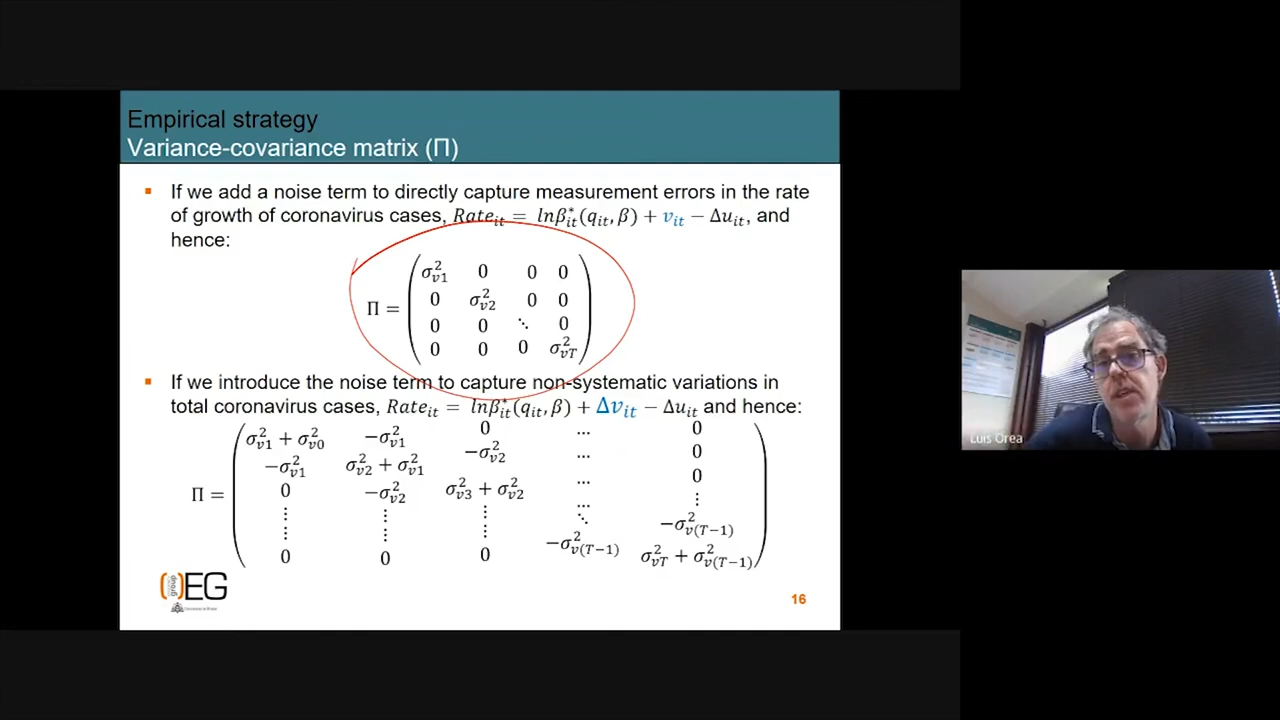 Empirical strategy
Variance-covariance matrix (Π)
▪ If we add a noise term to directly capture measurement errors in the rate
of growth of coronavirus cases, Rate_it = lnβ*_it(q_it, β) + v_it − Δu_it, and
hence:
σ²_v1 0 0 0
0 σ²_v2 0 0
Π =
0 0 ⋱ 0
0 0 0 σ²_vT
▪ If we introduce the noise term to capture non-systematic variations in
total coronavirus cases, Rate_it = lnβ*_it(q_it, β) + Δv_it − Δu_it and hence:
σ²_v1 + σ²_v0 −σ²_v1 0 ... 0
−σ²_v1 σ²_v2 + σ²_v1 −σ²_v2 ... 0
Π = 0 −σ²_v2 σ²_v3 + σ²_v2 ... 0
⋮ ⋮ ⋮ ... ⋮
⋮ ⋮ ⋮ ⋱ −σ²_v(T−1)
0 0 0 −σ²_v(T−1) σ²_vT + σ²_v(T−1)
group EG
16
Luis Orea